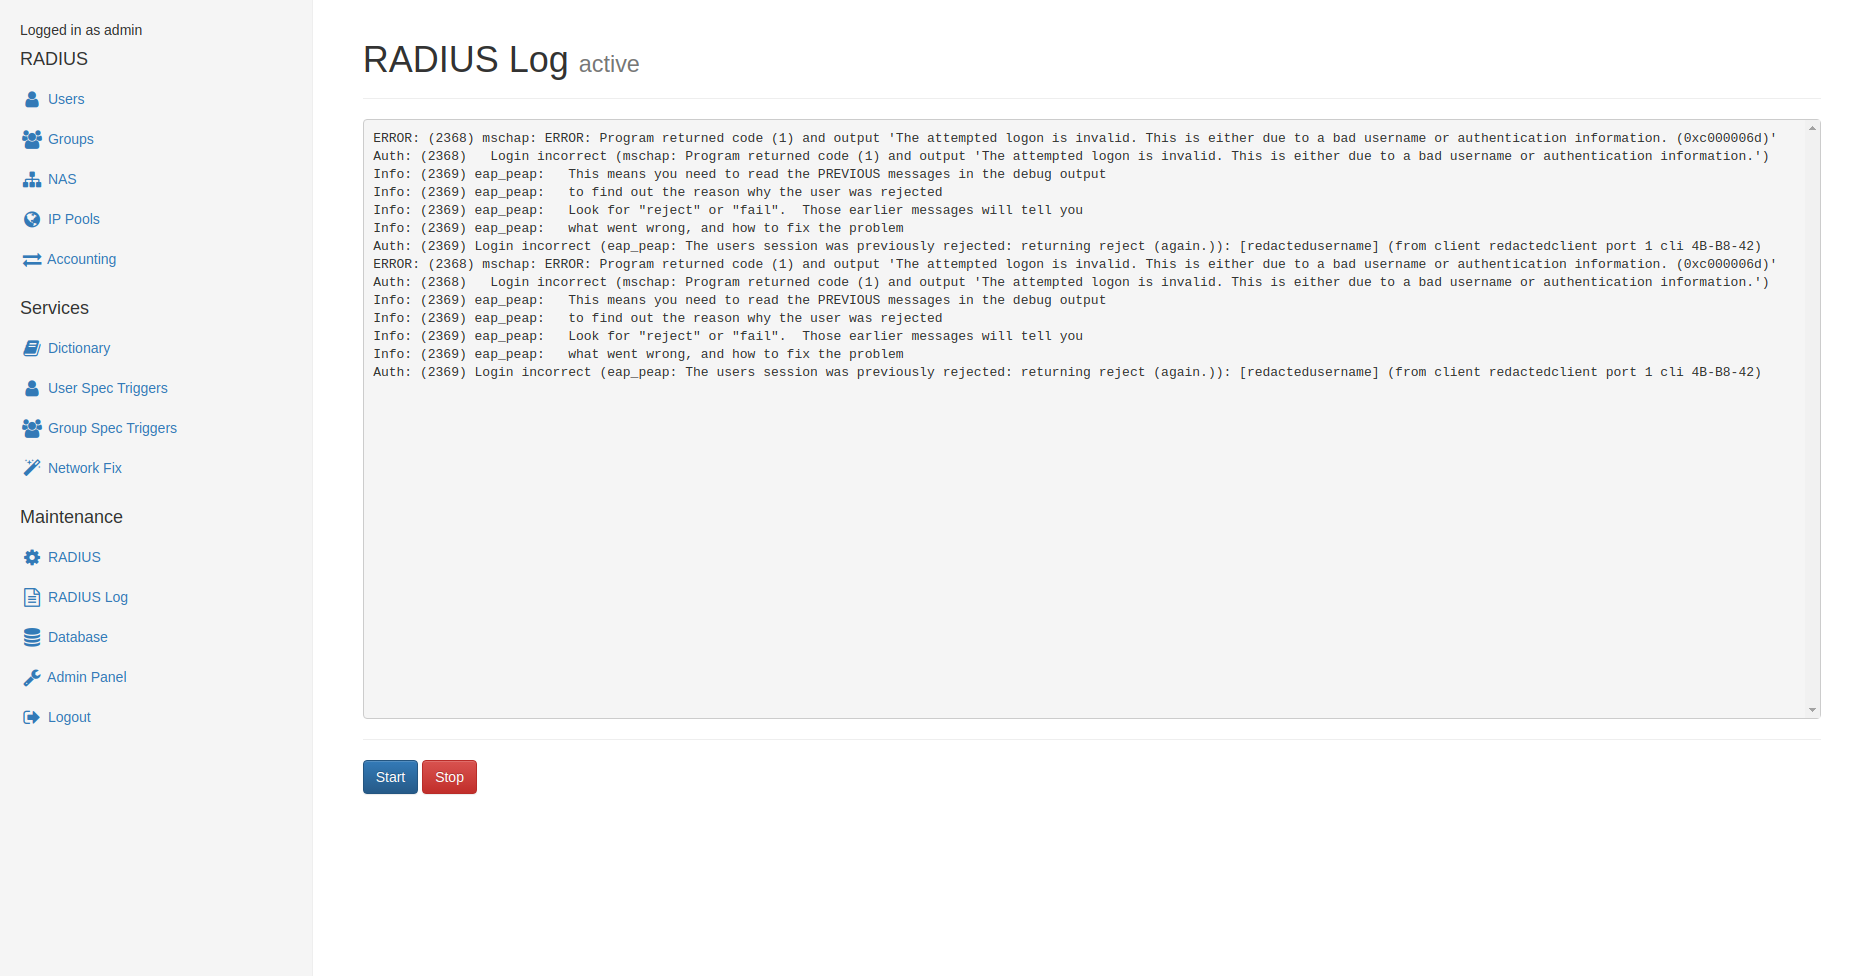 Logged in as admin
RADIUS
Users
Groups
NAS
IP Pools
Accounting
Services
Dictionary
User Spec Triggers
Group Spec Triggers
Network Fix
Maintenance
RADIUS
RADIUS Log
Database
Admin Panel
Logout
RADIUS Log active
ERROR: (2368) mschap: ERROR: Program returned code (1) and output 'The attempted logon is invalid. This is either due to a bad username or authentication information. (0xc000006d)'
Auth: (2368)   Login incorrect (mschap: Program returned code (1) and output 'The attempted logon is invalid. This is either due to a bad username or authentication information.')
Info: (2369) eap_peap:   This means you need to read the PREVIOUS messages in the debug output
Info: (2369) eap_peap:   to find out the reason why the user was rejected
Info: (2369) eap_peap:   Look for "reject" or "fail".  Those earlier messages will tell you
Info: (2369) eap_peap:   what went wrong, and how to fix the problem
Auth: (2369) Login incorrect (eap_peap: The users session was previously rejected: returning reject (again.)): [redactedusername] (from client redactedclient port 1 cli 4B-B8-42)
ERROR: (2368) mschap: ERROR: Program returned code (1) and output 'The attempted logon is invalid. This is either due to a bad username or authentication information. (0xc000006d)'
Auth: (2368)   Login incorrect (mschap: Program returned code (1) and output 'The attempted logon is invalid. This is either due to a bad username or authentication information.')
Info: (2369) eap_peap:   This means you need to read the PREVIOUS messages in the debug output
Info: (2369) eap_peap:   to find out the reason why the user was rejected
Info: (2369) eap_peap:   Look for "reject" or "fail".  Those earlier messages will tell you
Info: (2369) eap_peap:   what went wrong, and how to fix the problem
Auth: (2369) Login incorrect (eap_peap: The users session was previously rejected: returning reject (again.)): [redactedusername] (from client redactedclient port 1 cli 4B-B8-42)
Start Stop